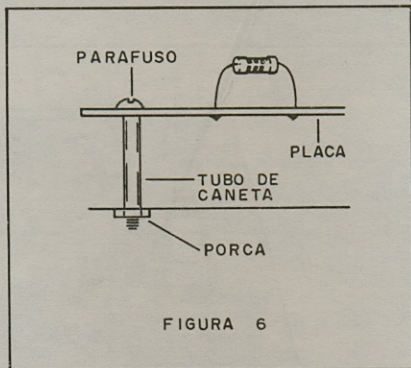 PARAFUSO
PLACA
TUBO DE
CANETA
PORCA
FIGURA 6